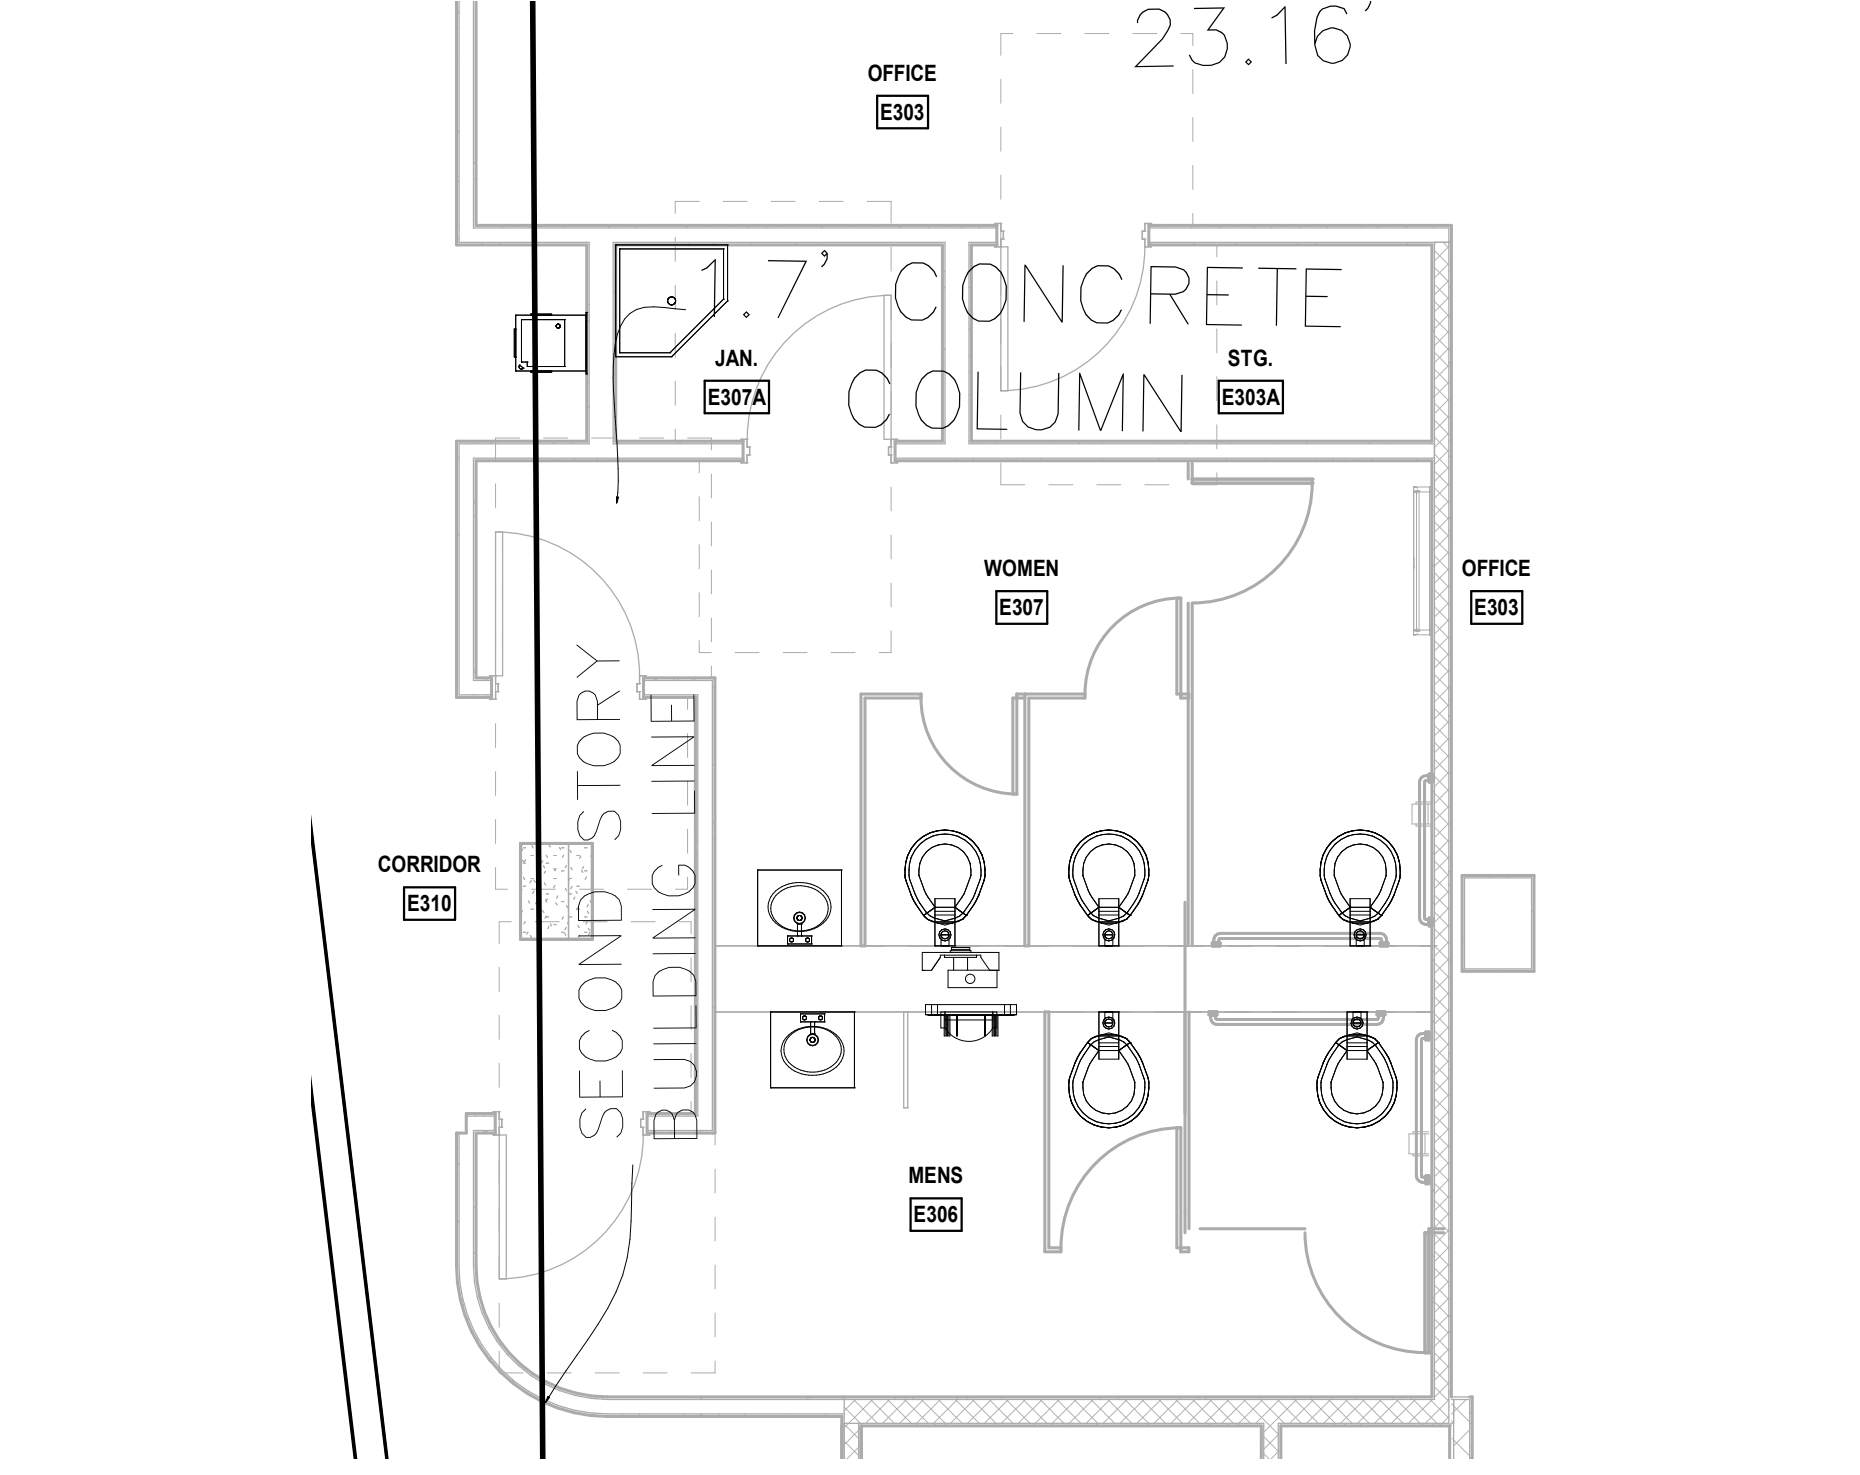 23.16'
OFFICE
E303
1.7' CONCRETE
COLUMN
JAN.
E307A
STG.
E303A
WOMEN
E307
OFFICE
E303
SECOND STORY
BUILDING LINE
CORRIDOR
E310
MENS
E306